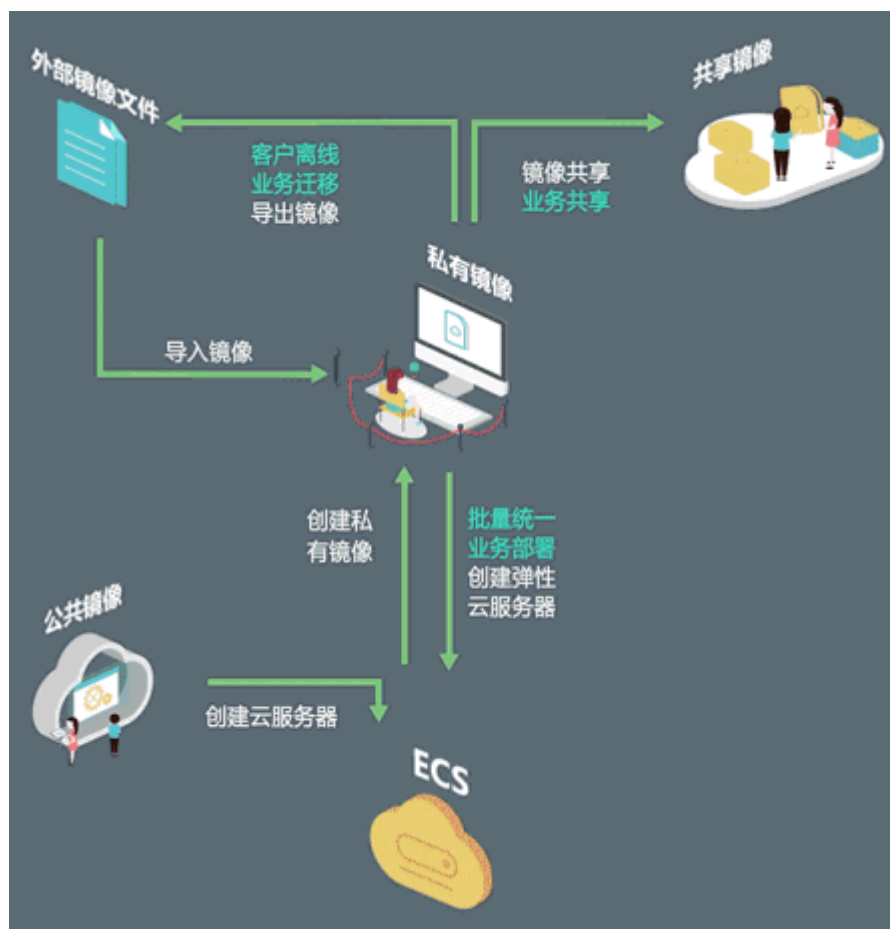 外部镜像文件
共享镜像
客户离线
业务迁移
导出镜像
镜像共享
业务共享
私有镜像
导入镜像
创建私
有镜像
批量统一
业务部署
创建弹性
云服务器
公共镜像
创建云服务器
ECS